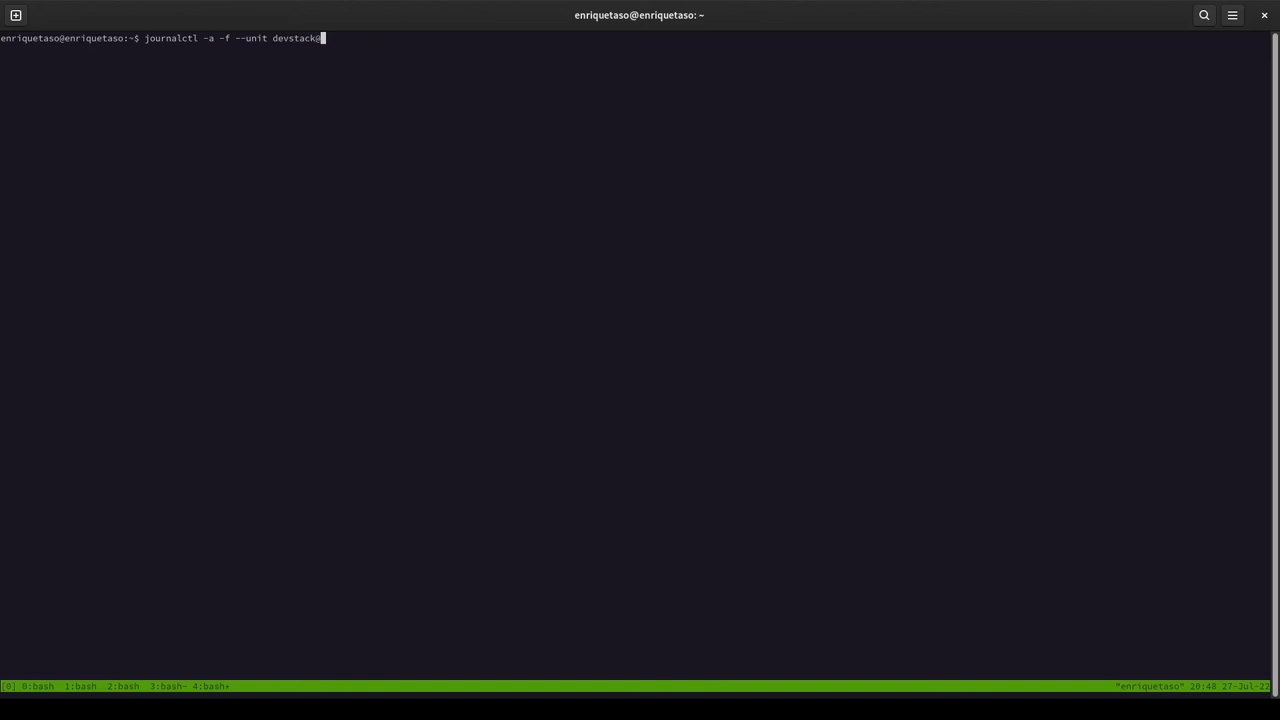 enriquetaso@enriquetaso: ~
enriquetaso@enriquetaso:~$ journalctl -a -f --unit devstack@
[0] 0:bash  1:bash  2:bash  3:bash- 4:bash*
"enriquetaso" 20:48 27-Jul-22